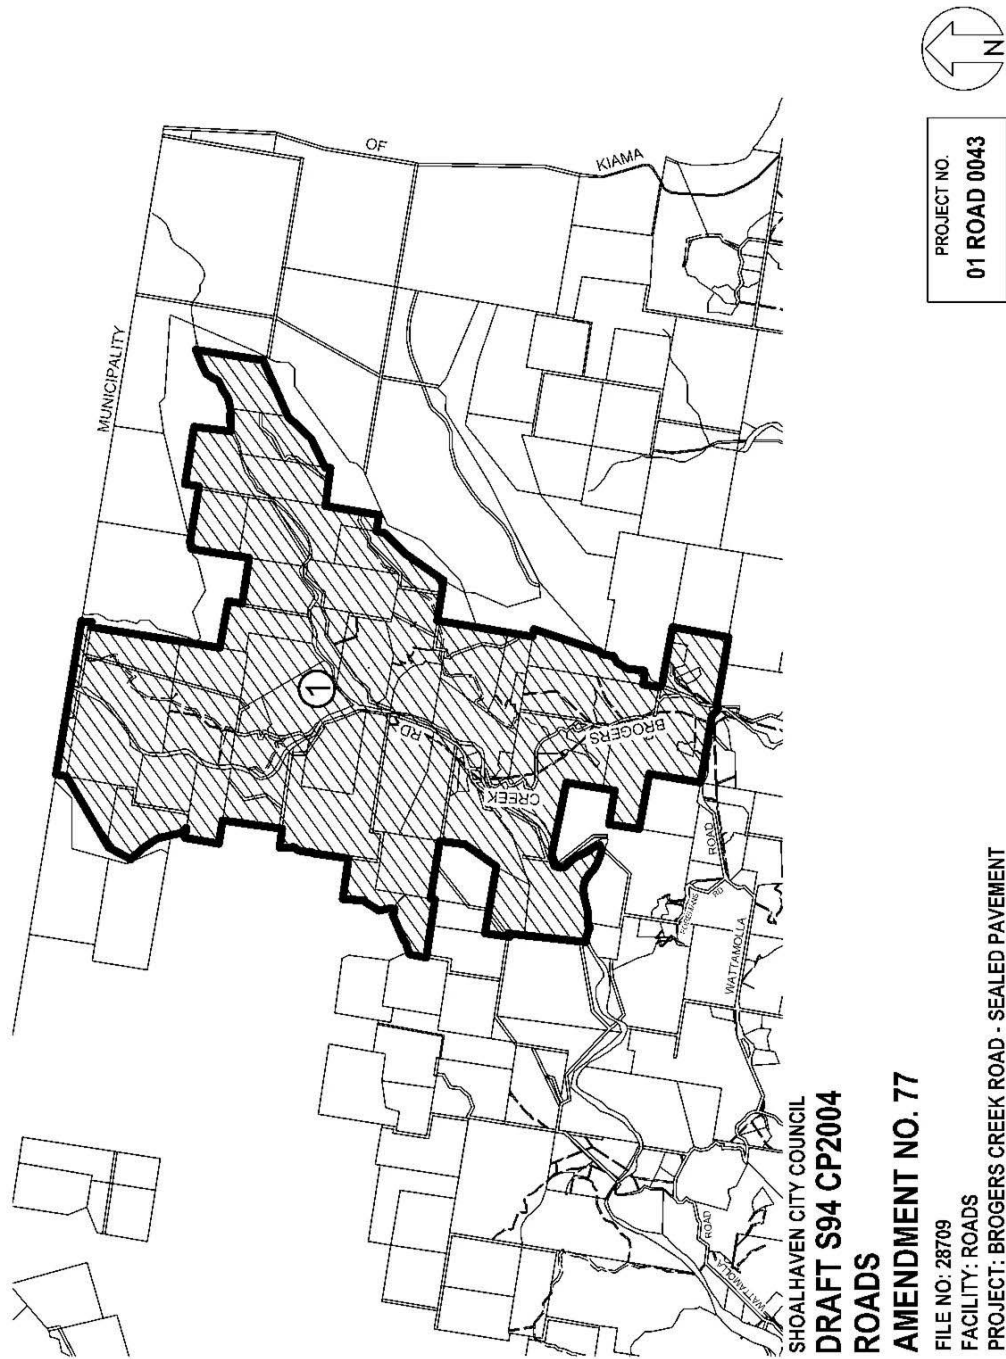 MUNICIPALITY
OF
KIAMA
1
RD
CREEK
BROGERS
ROAD
WATTAMOLLA
RD
ROAD
WATTAMOLLA
SHOALHAVEN CITY COUNCIL
DRAFT S94 CP2004
ROADS
AMENDMENT NO. 77
FILE NO: 28709
FACILITY: ROADS
PROJECT: BROGERS CREEK ROAD - SEALED PAVEMENT
PROJECT NO.
01 ROAD 0043
N